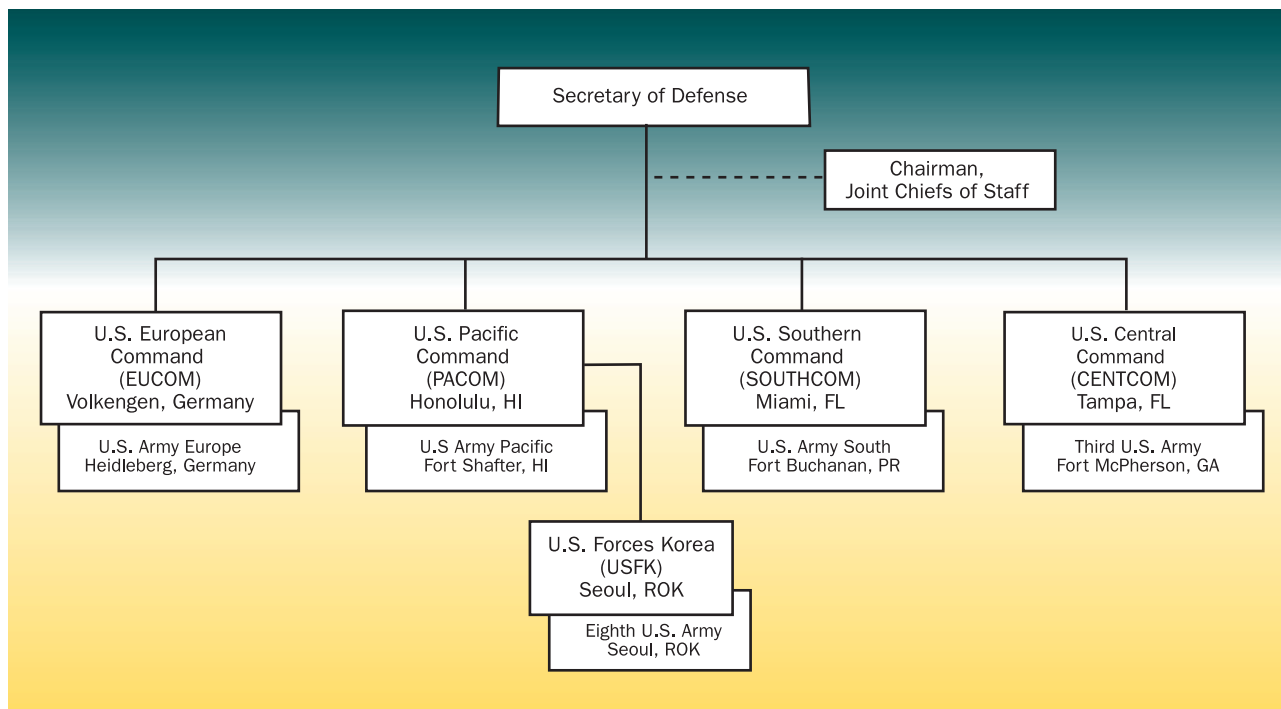 Secretary of Defense
Chairman,
Joint Chiefs of Staff
U.S. European
Command
(EUCOM)
Volkengen, Germany
U.S. Army Europe
Heidleberg, Germany
U.S. Pacific
Command
(PACOM)
Honolulu, HI
U.S Army Pacific
Fort Shafter, HI
U.S. Southern
Command
(SOUTHCOM)
Miami, FL
U.S. Army South
Fort Buchanan, PR
U.S. Central
Command
(CENTCOM)
Tampa, FL
Third U.S. Army
Fort McPherson, GA
U.S. Forces Korea
(USFK)
Seoul, ROK
Eighth U.S. Army
Seoul, ROK